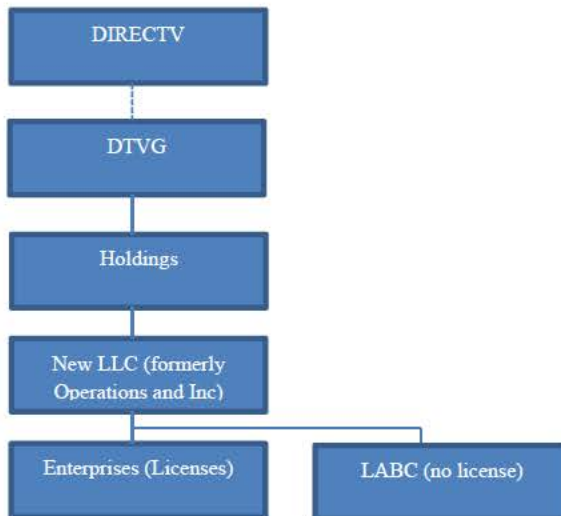 DIRECTV
DTVG
Holdings
New LLC (formerly
Operations and Inc)
Enterprises (Licenses)
LABC (no license)